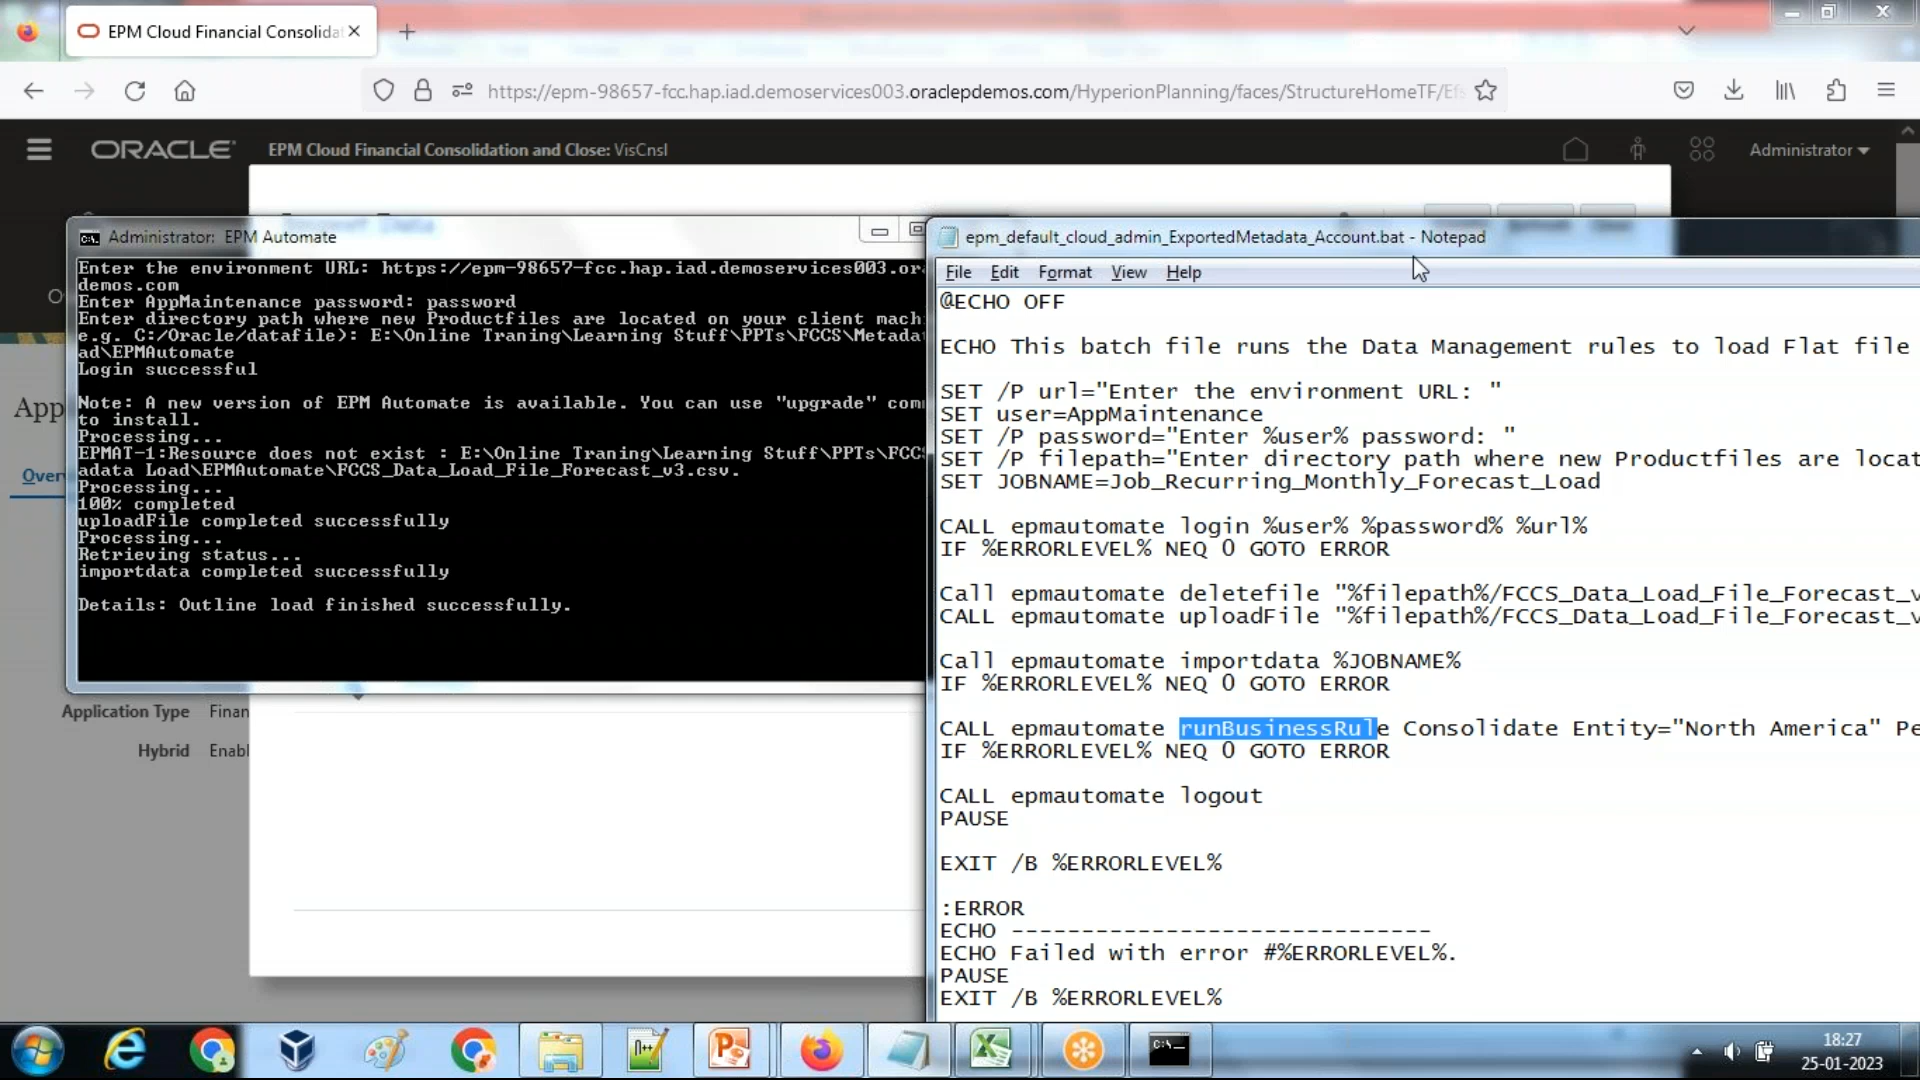 EPM Cloud Financial Consolida
https://epm-98657-fcc.hap.iad.demoservices003.oraclepdemos.com/HyperionPlanning/faces/StructureHomeTF/Efs
ORACLE
EPM Cloud Financial Consolidation and Close: VisCnsl
Administrator
Import Data
App
Over
Application Type Finan
Hybrid Enabl
Administrator: EPM Automate
Enter the environment URL: https://epm-98657-fcc.hap.iad.demoservices003.ora
demos.com
Enter AppMaintenance password: password
Enter directory path where new Productfiles are located on your client mach
e.g. C:/Oracle/datafile): E:\Online Traning\Learning Stuff\PPTs\FCCS\Metadat
ad\EPMAutomate
Login successful
Note: A new version of EPM Automate is available. You can use "upgrade" com
to install.
Processing...
EPMAT-1:Resource does not exist : E:\Online Traning\Learning Stuff\PPTs\FCCS
adata Load\EPMAutomate\FCCS_Data_Load_File_Forecast_v3.csv.
Processing...
100% completed
uploadFile completed successfully
Processing...
Retrieving status...
importdata completed successfully
Details: Outline load finished successfully.
epm_default_cloud_admin_ExportedMetadata_Account.bat - Notepad
File Edit Format View Help
@ECHO OFF
ECHO This batch file runs the Data Management rules to load Flat file
SET /P url="Enter the environment URL: "
SET user=AppMaintenance
SET /P password="Enter %user% password: "
SET /P filepath="Enter directory path where new Productfiles are locat
SET JOBNAME=Job_Recurring_Monthly_Forecast_Load
CALL epmautomate login %user% %password% %url%
IF %ERRORLEVEL% NEQ 0 GOTO ERROR
Call epmautomate deletefile "%filepath%/FCCS_Data_Load_File_Forecast_v
CALL epmautomate uploadFile "%filepath%/FCCS_Data_Load_File_Forecast_v
Call epmautomate importdata %JOBNAME%
IF %ERRORLEVEL% NEQ 0 GOTO ERROR
CALL epmautomate runBusinessRule Consolidate Entity="North America" Pe
IF %ERRORLEVEL% NEQ 0 GOTO ERROR
CALL epmautomate logout
PAUSE
EXIT /B %ERRORLEVEL%
:ERROR
ECHO ------------------------------
ECHO Failed with error #%ERRORLEVEL%.
PAUSE
EXIT /B %ERRORLEVEL%
18:27
25-01-2023